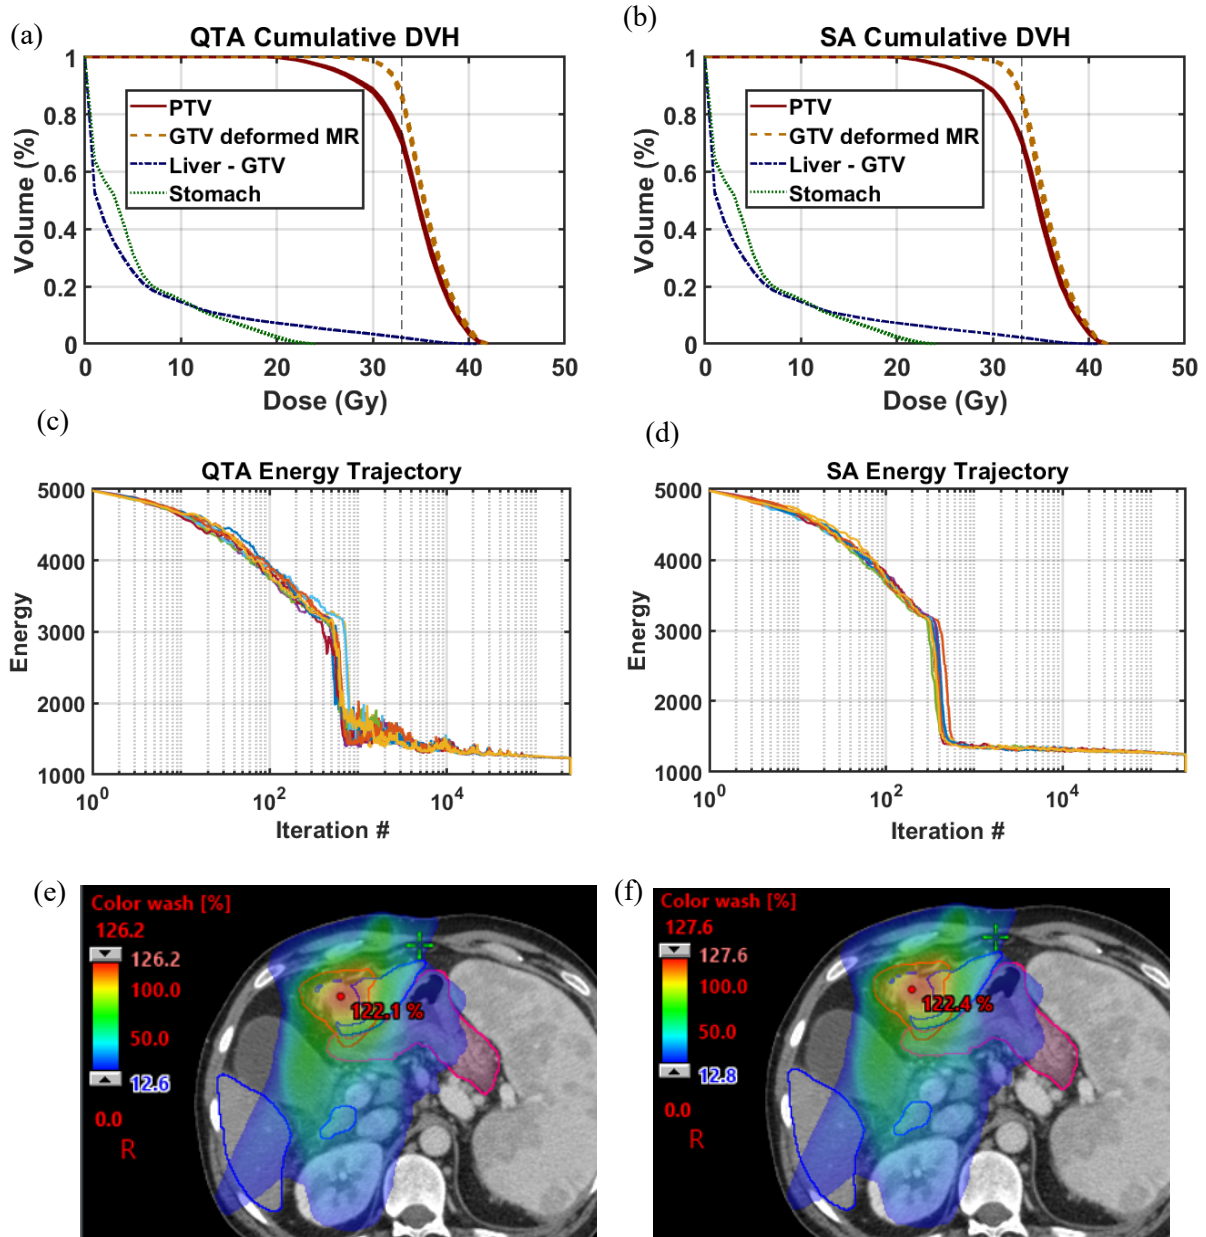 (a)
QTA Cumulative DVH
1
0.8
0.6
0.4
0.2
0
Volume (%)
PTV
GTV deformed MR
Liver - GTV
Stomach
0 10 20 30 40 50
Dose (Gy)
(b)
SA Cumulative DVH
1
0.8
0.6
0.4
0.2
0
Volume (%)
PTV
GTV deformed MR
Liver - GTV
Stomach
0 10 20 30 40 50
Dose (Gy)
(c)
QTA Energy Trajectory
5000
4000
3000
2000
1000
Energy
10^0 10^2 10^3 10^4
Iteration #
(d)
SA Energy Trajectory
5000
4000
3000
2000
1000
Energy
10^0 10^2 10^3 10^4
Iteration #
(e)
Color wash [%]
126.2
126.2
100.0
50.0
12.6
0.0
R
122.1 %
(f)
Color wash [%]
127.6
127.6
100.0
50.0
12.8
0.0
R
122.4 %